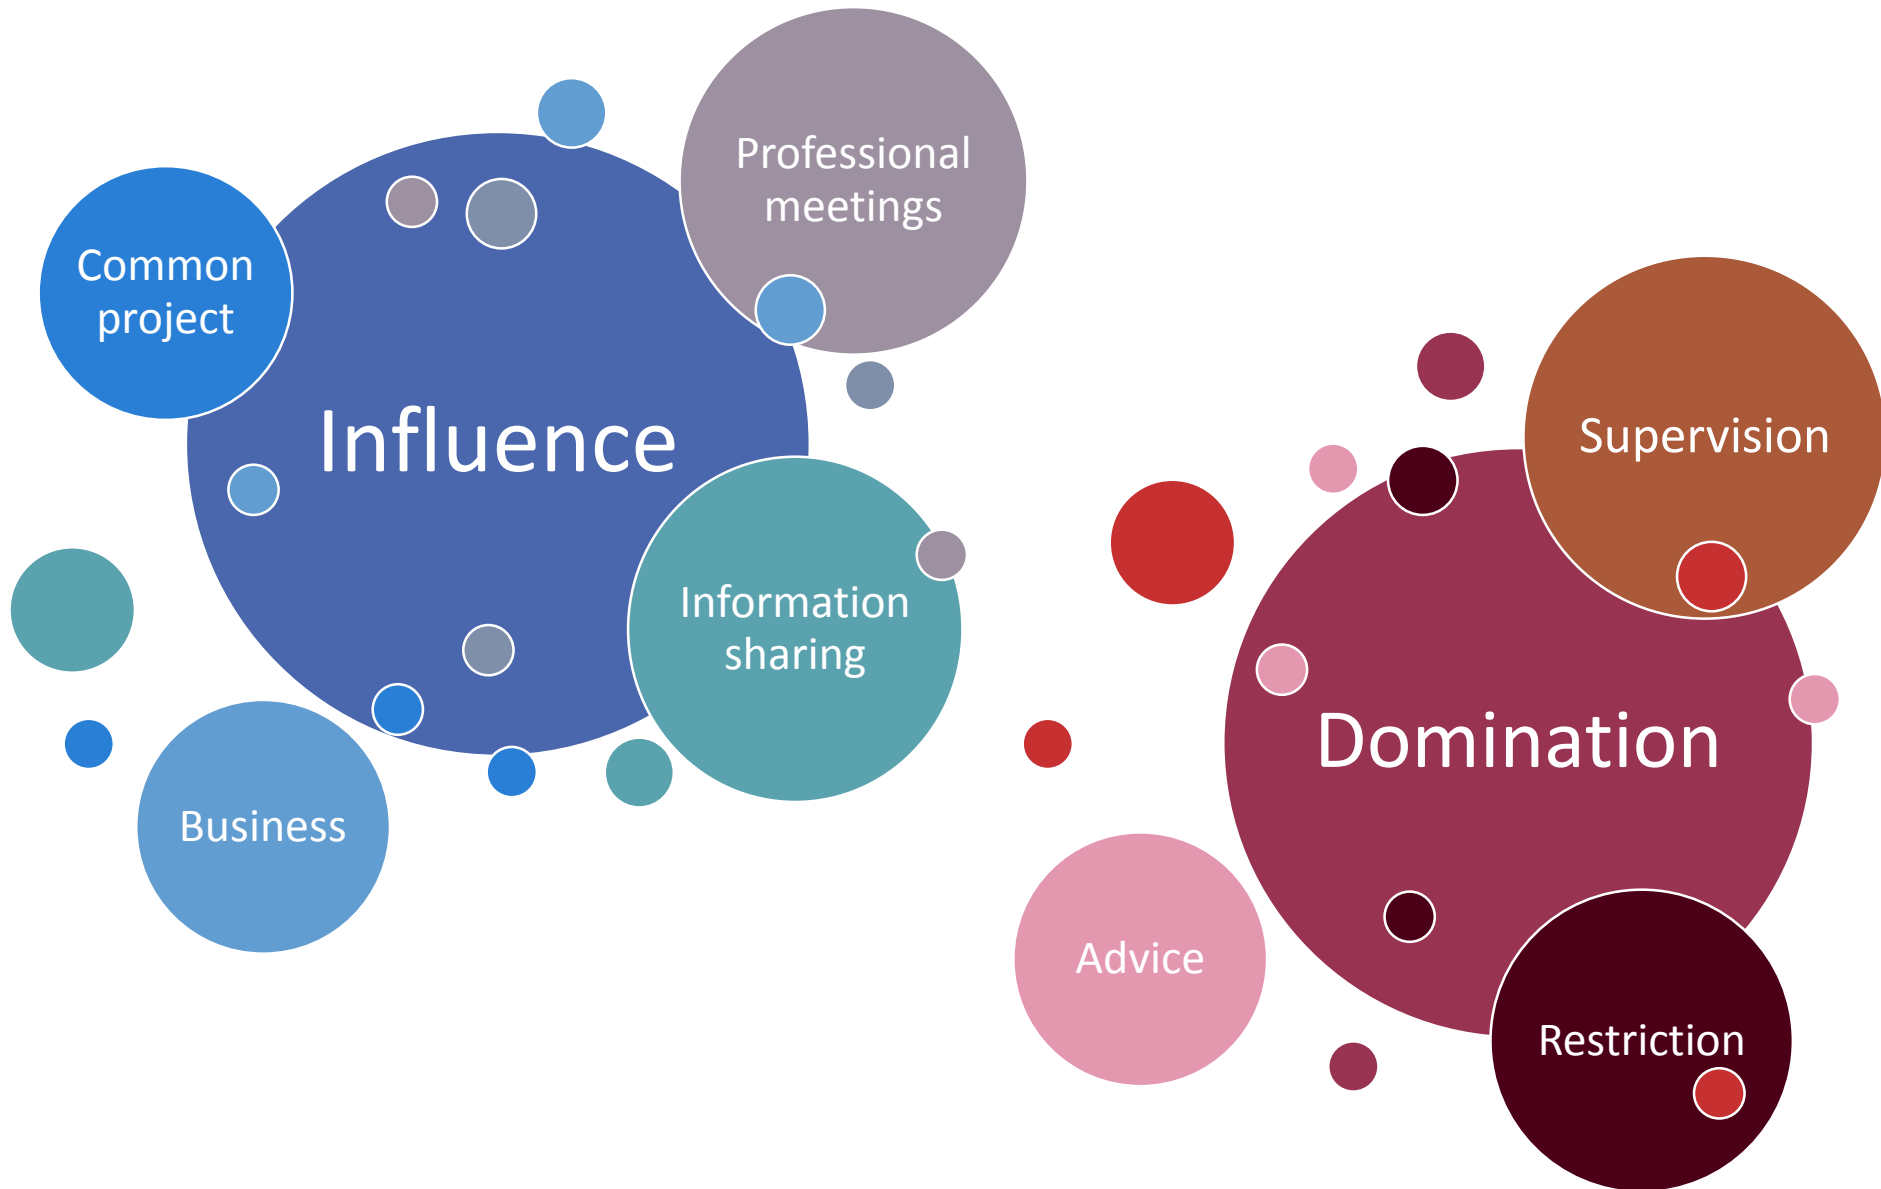 Professional
meetings
Common
project
Influence
Information
sharing
Business
Supervision
Domination
Advice
Restriction